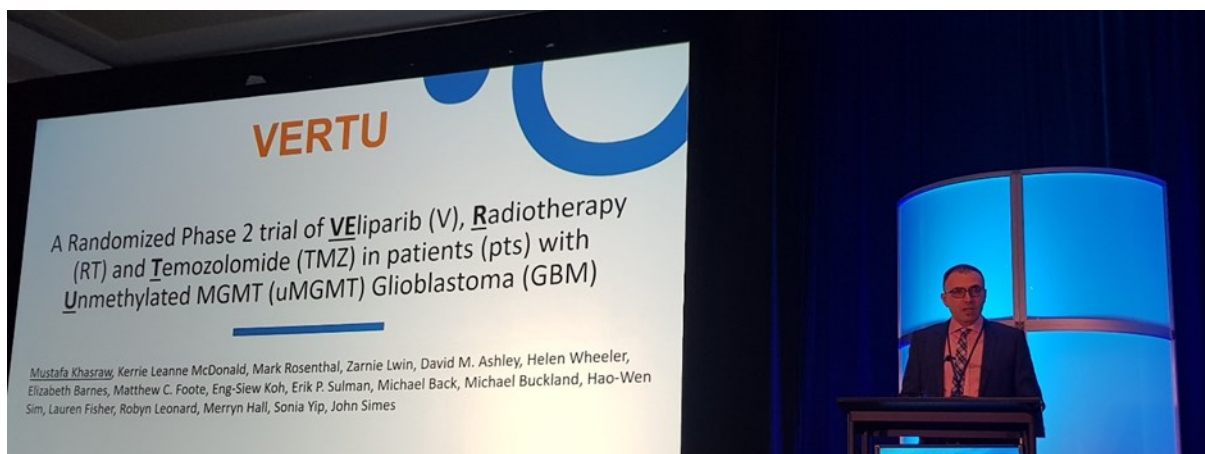 VERTU
A Randomized Phase 2 trial of VEliparib (V), Radiotherapy
(RT) and Temozolomide (TMZ) in patients (pts) with
Unmethylated MGMT (uMGMT) Glioblastoma (GBM)
Mustafa Khasraw, Kerrie Leanne McDonald, Mark Rosenthal, Zarnie Lwin, David M. Ashley, Helen Wheeler,
Elizabeth Barnes, Matthew C. Foote, Eng-Siew Koh, Erik P. Sulman, Michael Back, Michael Buckland, Hao-Wen
Sim, Lauren Fisher, Robyn Leonard, Merryn Hall, Sonia Yip, John Simes